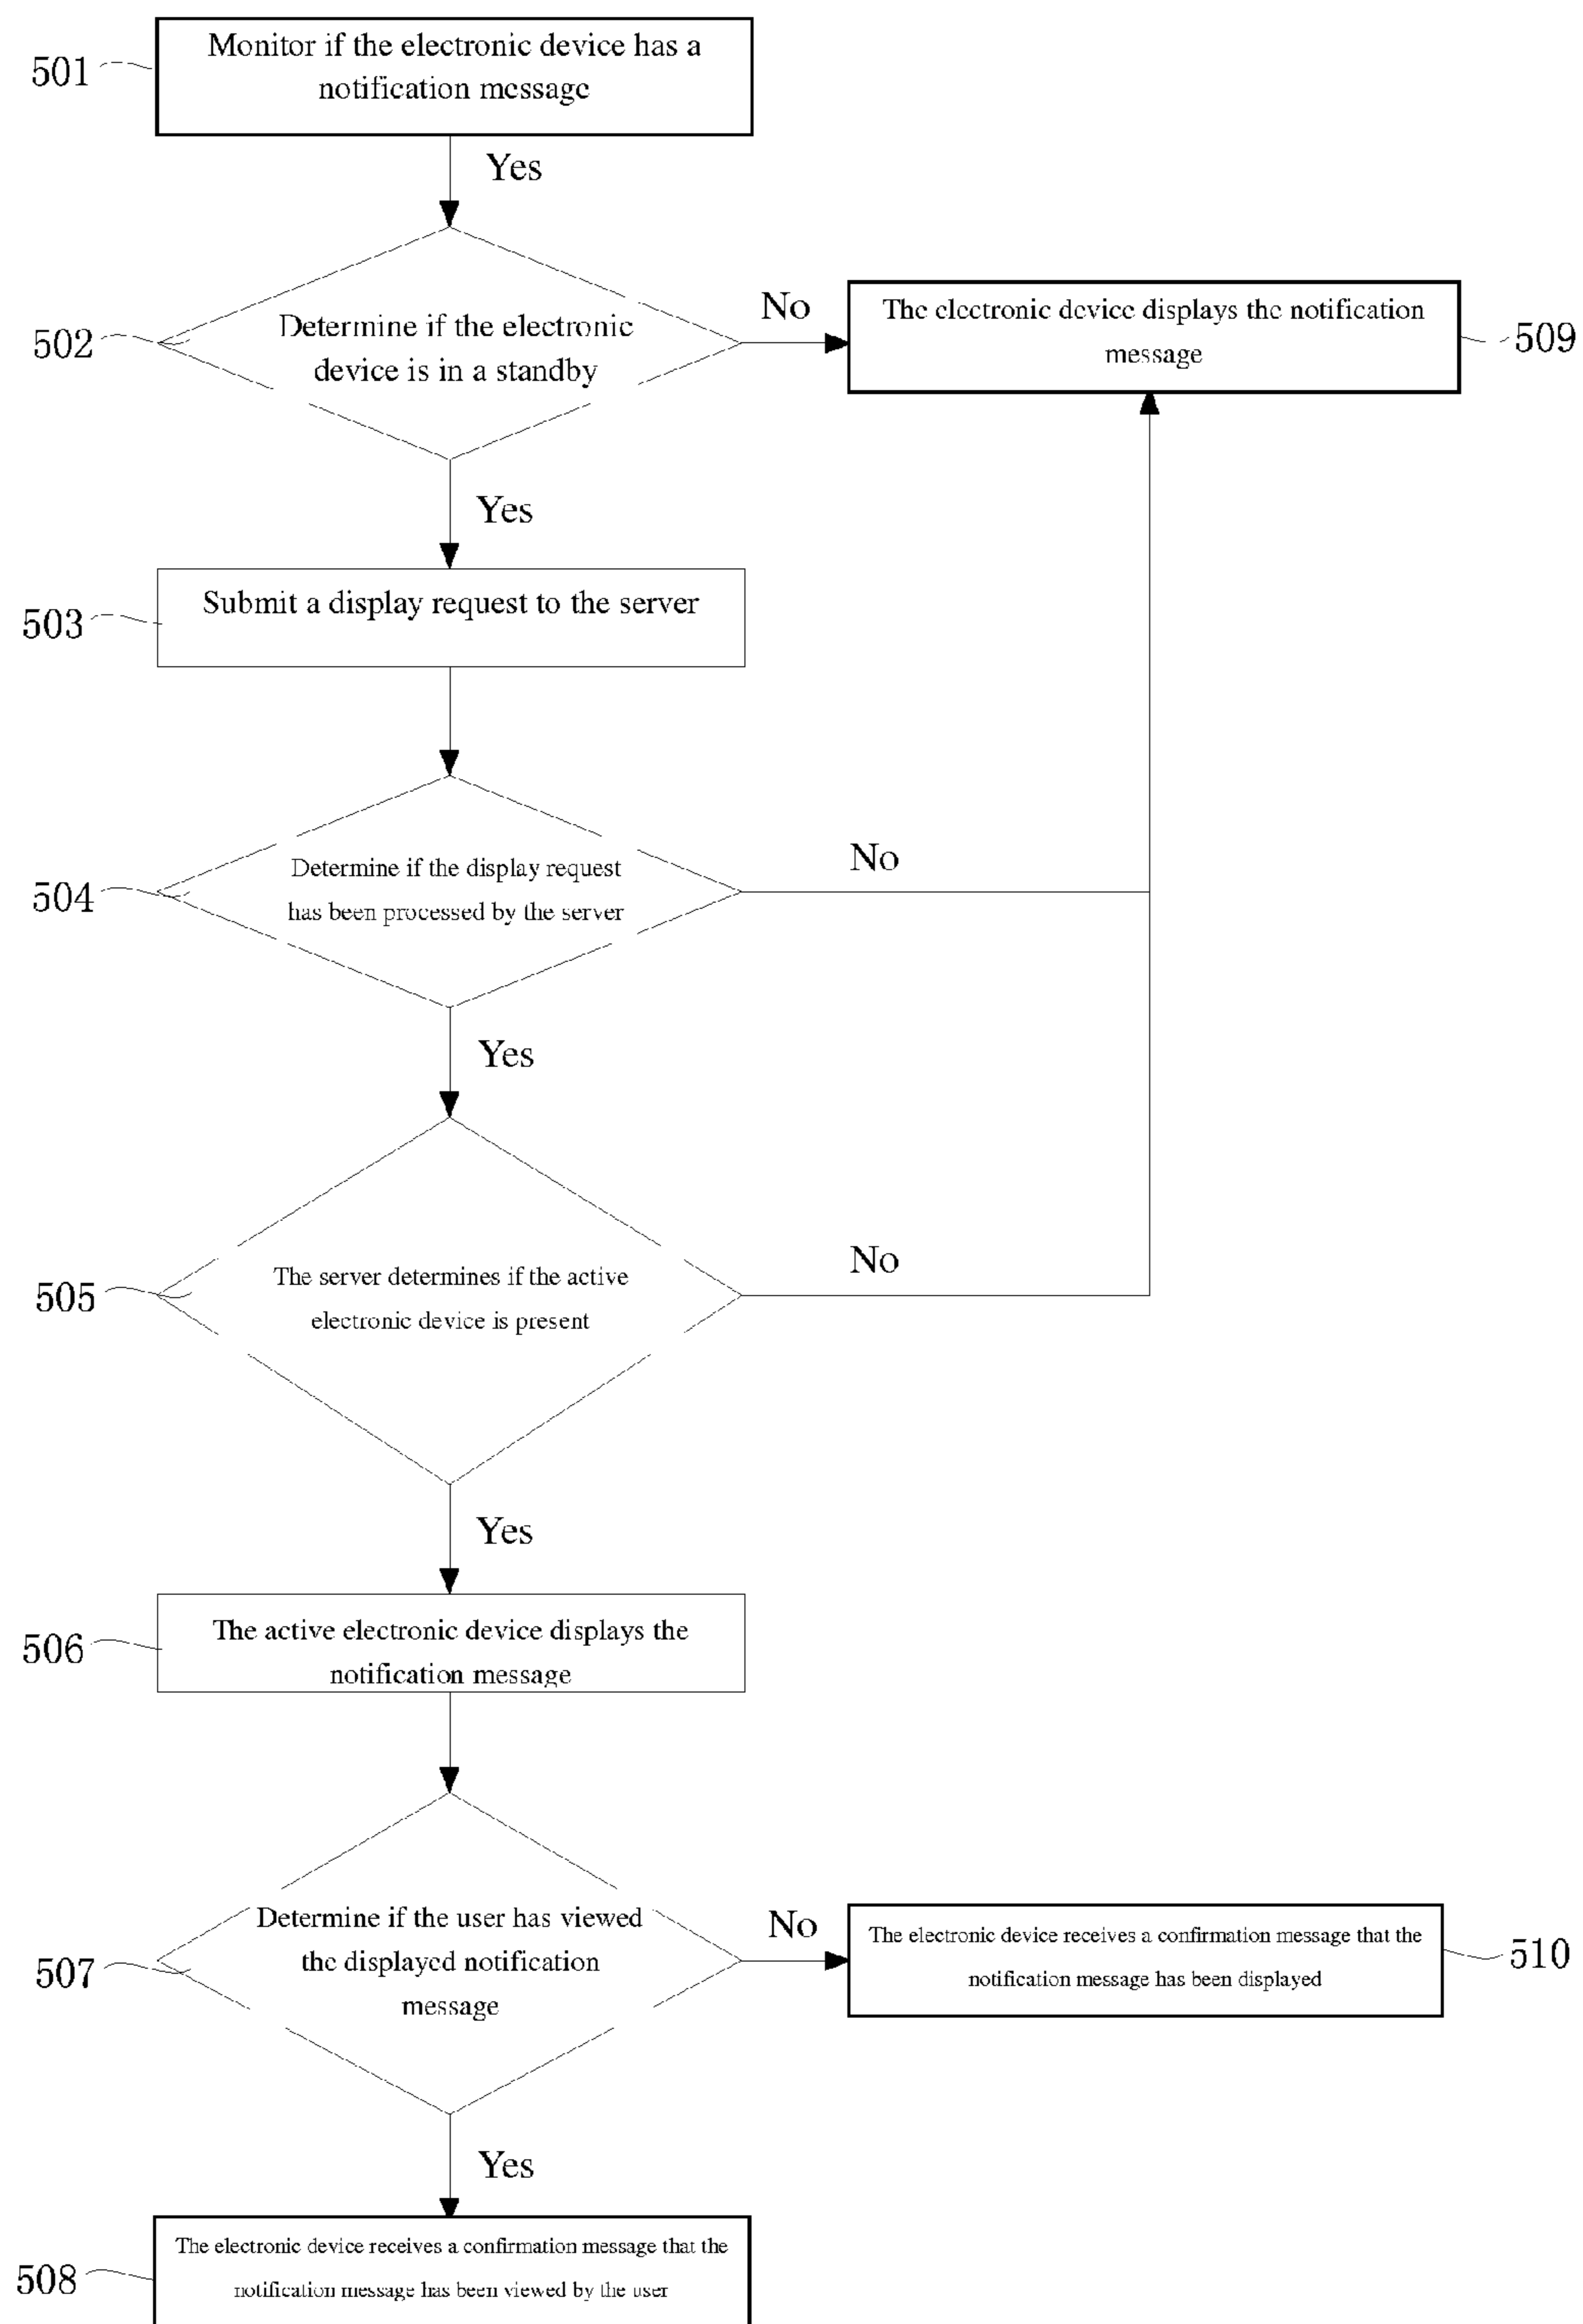 501
Monitor if the electronic device has a
notification message
Yes
502
Determine if the electronic
device is in a standby
No
The electronic device displays the notification
message
509
Yes
503
Submit a display request to the server
504
Determine if the display request
has been processed by the server
No
Yes
505
The server determines if the active
electronic device is present
No
Yes
506
The active electronic device displays the
notification message
507
Determine if the user has viewed
the displayed notification
message
No
The electronic device receives a confirmation message that the
notification message has been displayed
510
Yes
508
The electronic device receives a confirmation message that the
notification message has been viewed by the user